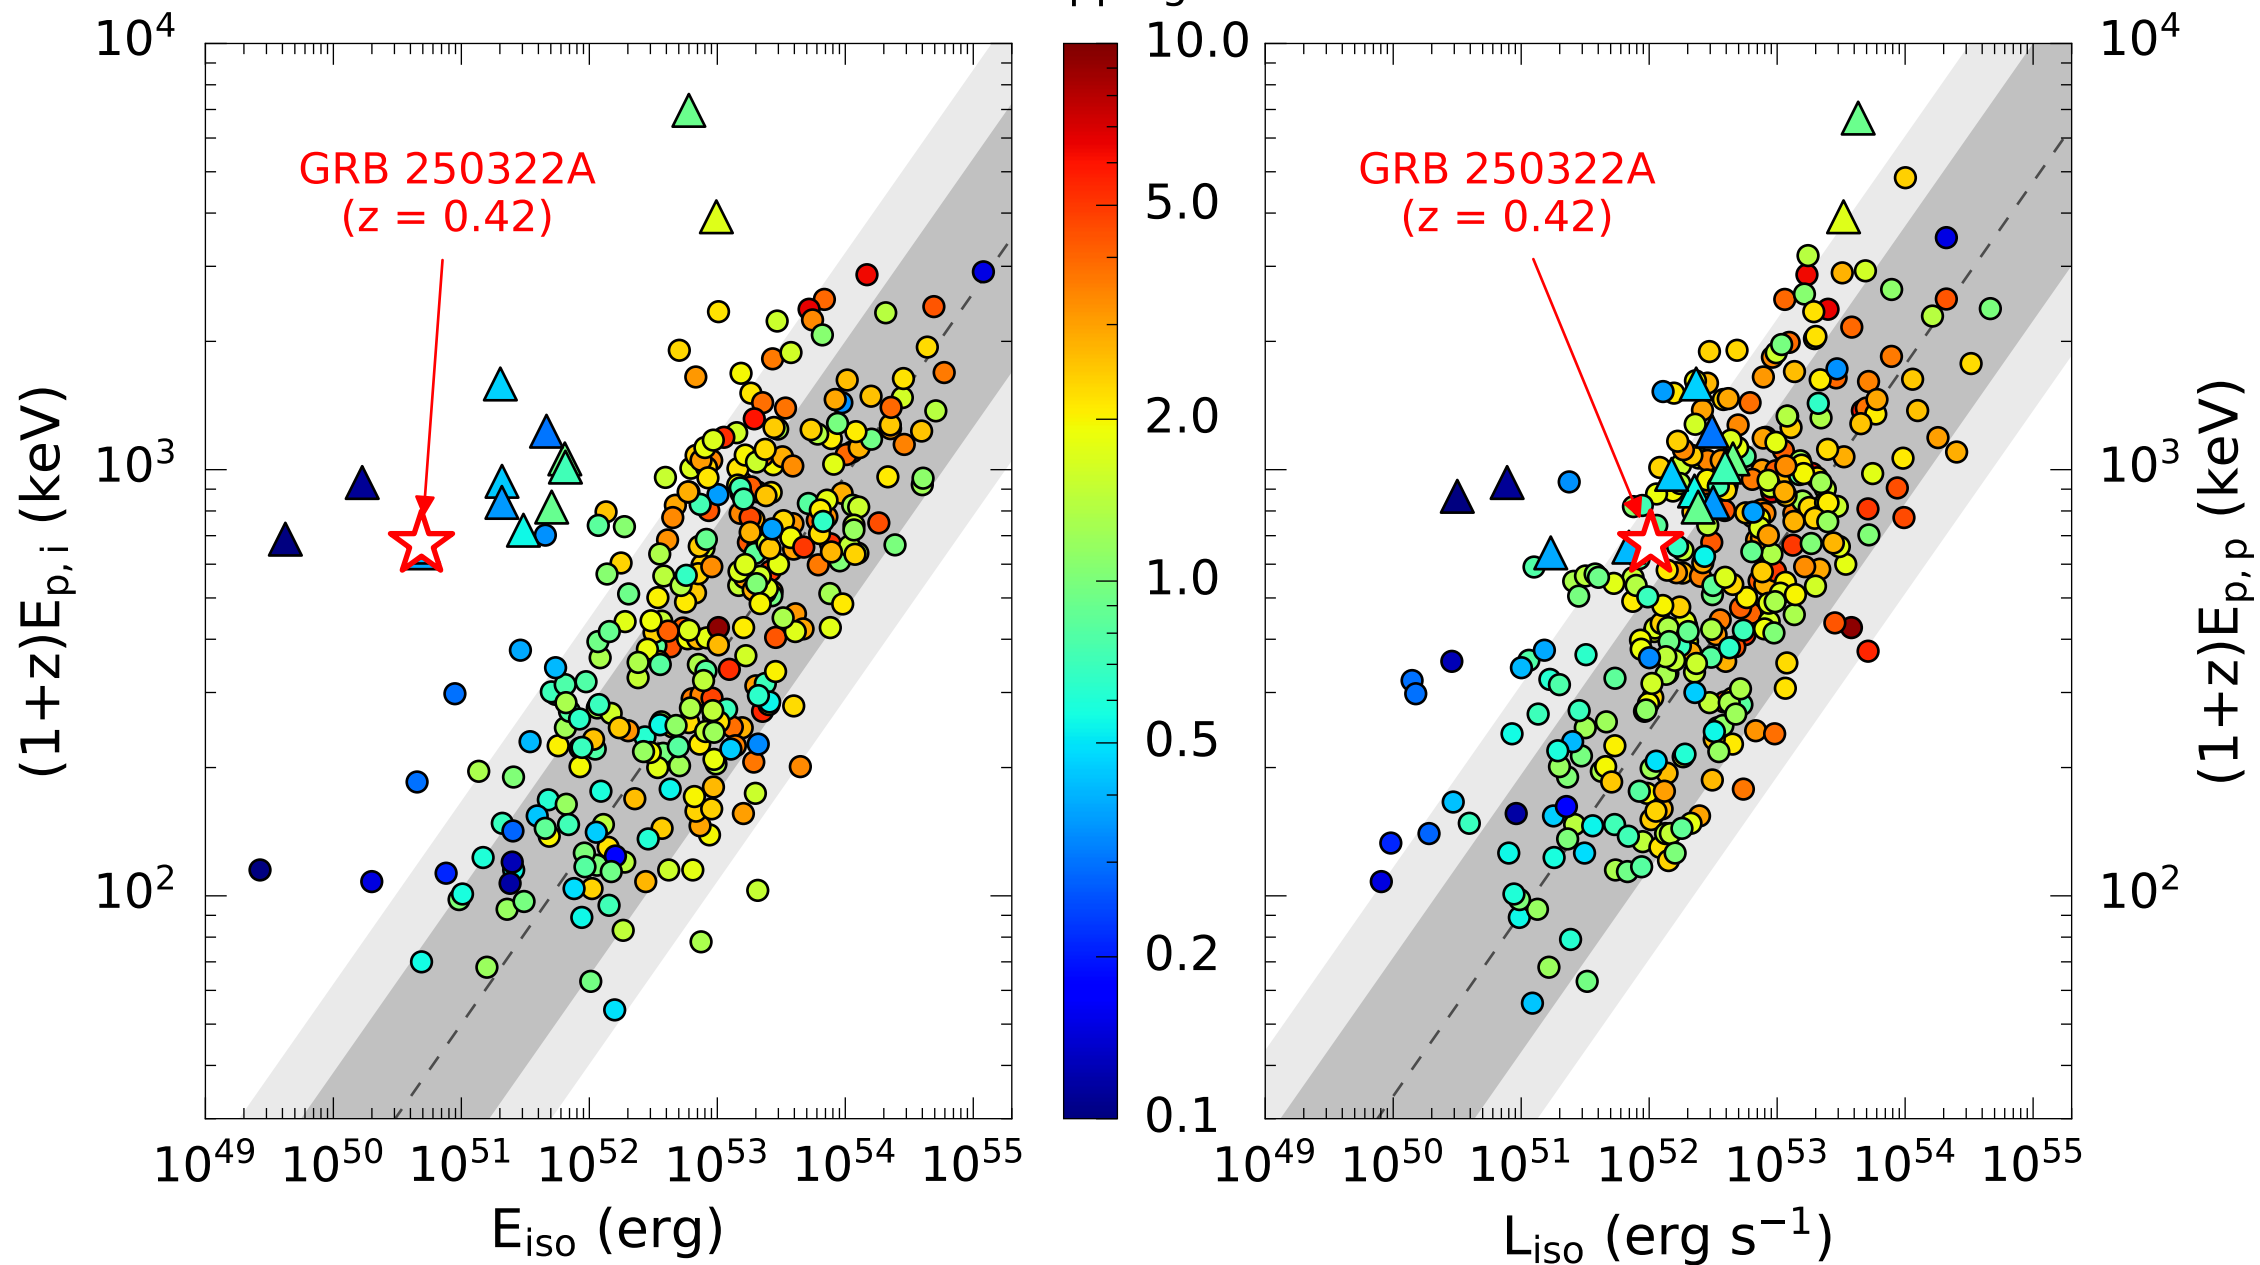 10^4
10^3
10^2
(1+z)E_p,i (keV)
GRB 250322A
(z = 0.42)
10^49 10^50 10^51 10^52 10^53 10^54 10^55
E_iso (erg)
10.0
5.0
2.0
1.0
0.5
0.2
0.1
GRB 250322A
(z = 0.42)
10^49 10^50 10^51 10^52 10^53 10^54 10^55
L_iso (erg s^−1)
10^4
10^3
10^2
(1+z)E_p,p (keV)